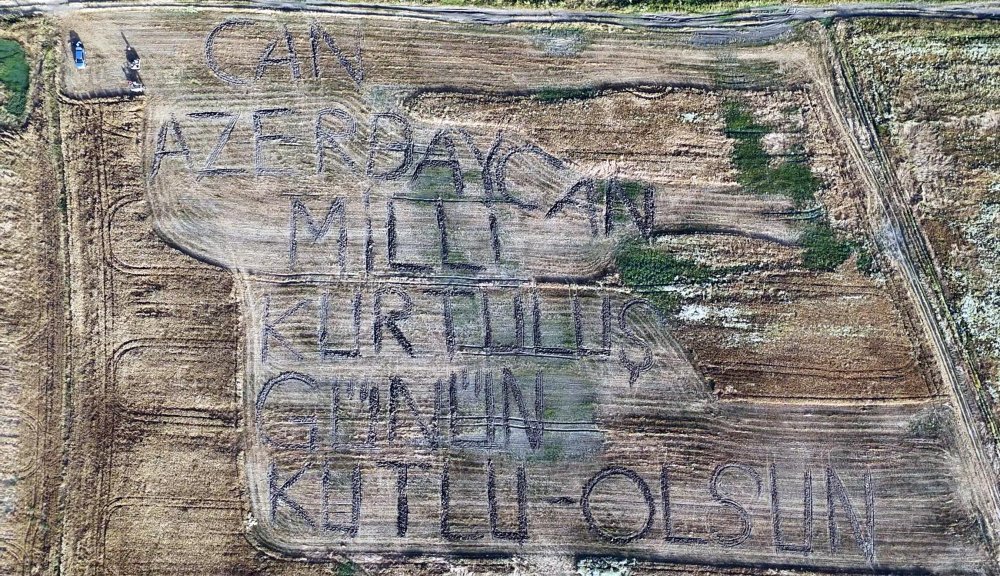 CAN
AZERBAYCAN
MİLLİ
KURTULUŞ
GÜNÜN
KUTLU-OLSUN